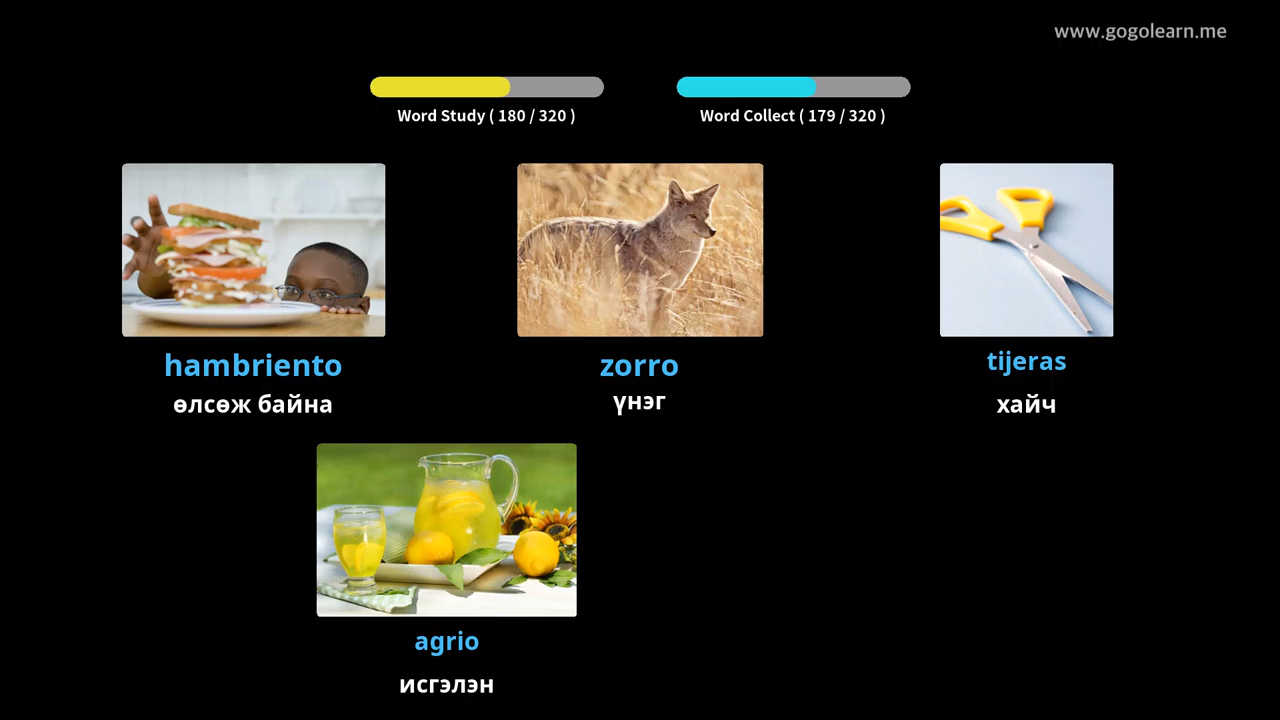 www.gogolearn.me
Word Study ( 180 / 320 )
Word Collect ( 179 / 320 )
hambriento
өлсөж байна
zorro
үнэг
tijeras
хайч
agrio
исгэлэн